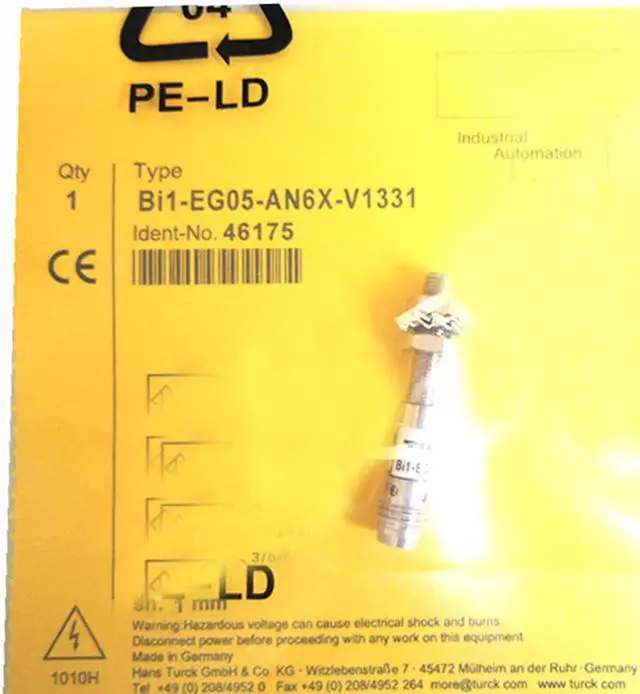 04
PE-LD
Industrial
Automation
Qty
Type
1
Bi1-EG05-AN6X-V1331
Ident-No. 46175
CE
Bi1-E
LD
1 mm
Warning:Hazardous voltage can cause electrical shock and burns.
Disconnect power before proceeding with any work on this equipment.
Made in Germany
1010H
Hans Turck GmbH & Co. KG · Witzlebenstraße 7 · 45472 Mülheim an der Ruhr · Germany
Tel +49 (0) 208/4952 0 Fax +49 (0) 208/4952 264 more@turck com www turck com